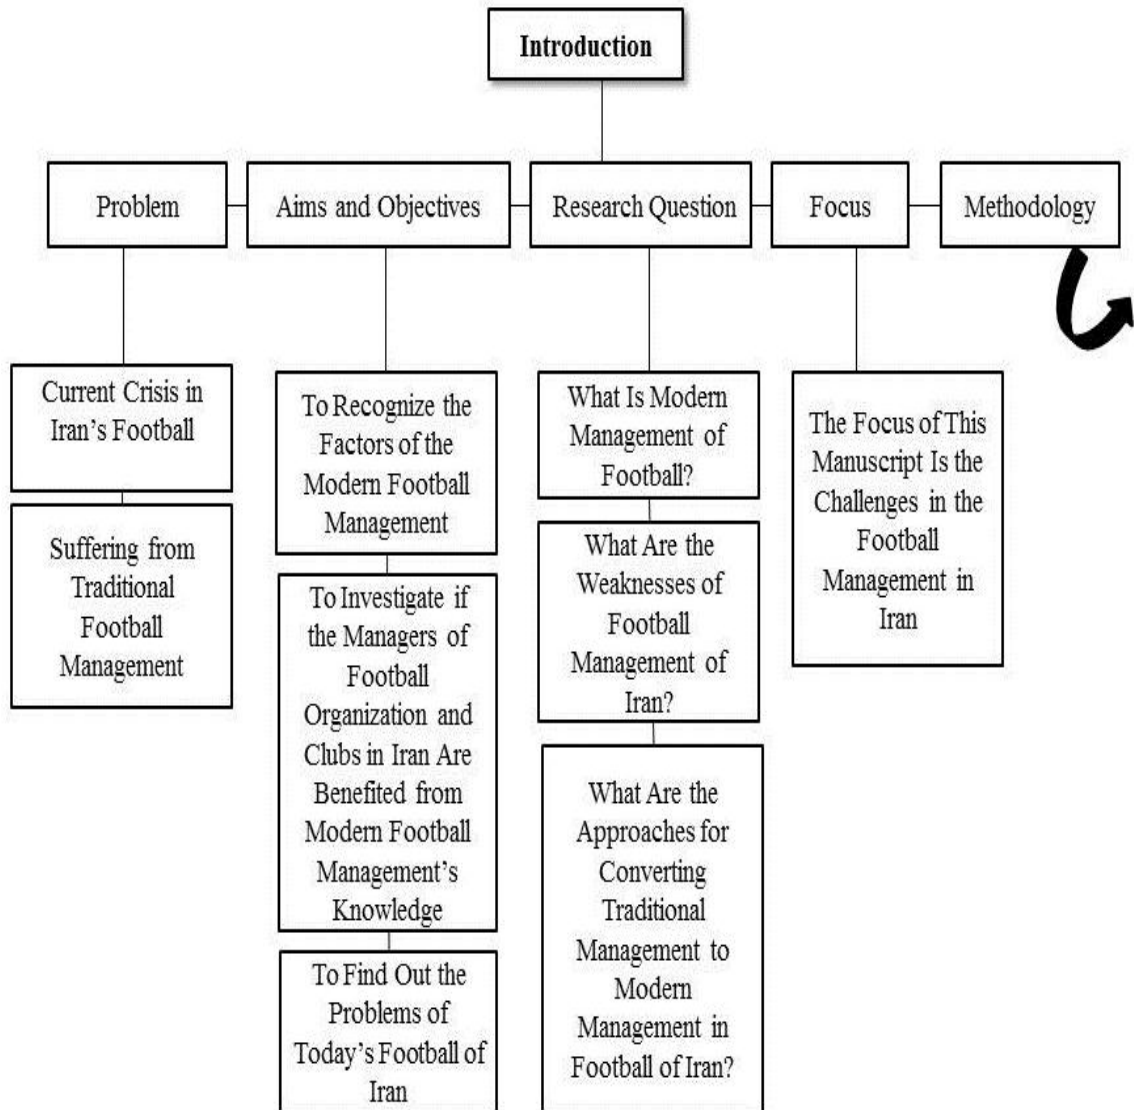 Introduction
Problem
Aims and Objectives
Research Question
Focus
Methodology
Current Crisis in
Iran's Football
Suffering from
Traditional
Football
Management
To Recognize the
Factors of the
Modern Football
Management
To Investigate if
the Managers of
Football
Organization and
Clubs in Iran Are
Benefited from
Modern Football
Management's
Knowledge
To Find Out the
Problems of
Today's Football of
Iran
What Is Modern
Management of
Football?
What Are the
Weaknesses of
Football
Management of
Iran?
What Are the
Approaches for
Converting
Traditional
Management to
Modern
Management in
Football of Iran?
The Focus of This
Manuscript Is the
Challenges in the
Football
Management in
Iran